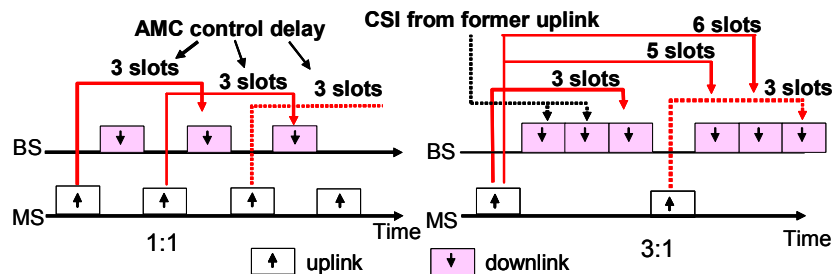 AMC control delay
3 slots
3 slots
3 slots
BS
MS
1:1
Time
CSI from former uplink
6 slots
5 slots
3 slots
3 slots
BS
MS
3:1
Time
uplink
downlink